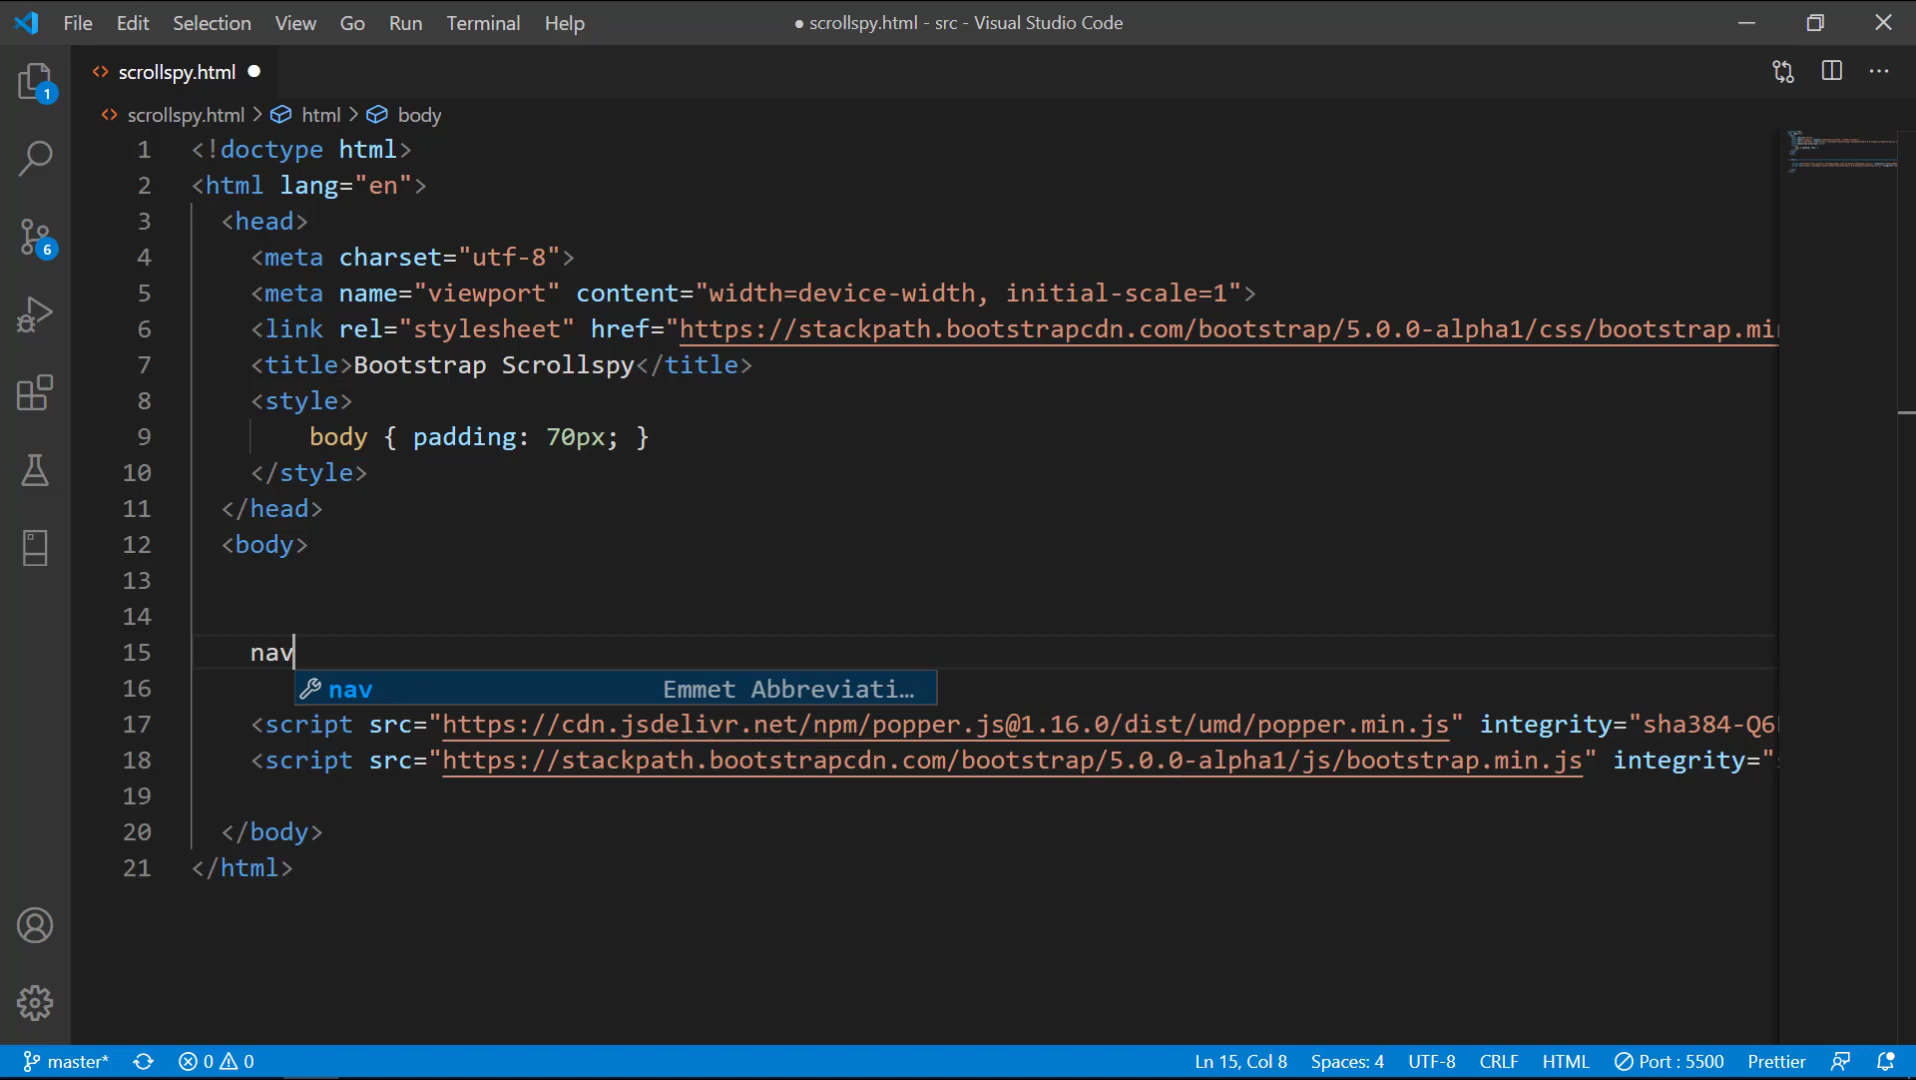 File Edit Selection View Go Run Terminal Help ● scrollspy.html - src - Visual Studio Code
scrollspy.html ●
scrollspy.html > html > body
1 <!doctype html>
2 <html lang="en">
3 <head>
4 <meta charset="utf-8">
5 <meta name="viewport" content="width=device-width, initial-scale=1">
6 <link rel="stylesheet" href="https://stackpath.bootstrapcdn.com/bootstrap/5.0.0-alpha1/css/bootstrap.min
7 <title>Bootstrap Scrollspy</title>
8 <style>
9 body { padding: 70px; }
10 </style>
11 </head>
12 <body>
13
14
15 nav
16 nav Emmet Abbreviati…
17 <script src="https://cdn.jsdelivr.net/npm/popper.js@1.16.0/dist/umd/popper.min.js" integrity="sha384-Q6
18 <script src="https://stackpath.bootstrapcdn.com/bootstrap/5.0.0-alpha1/js/bootstrap.min.js" integrity="
19
20 </body>
21 </html>
1
6
master* 0 0 Ln 15, Col 8 Spaces: 4 UTF-8 CRLF HTML Port : 5500 Prettier